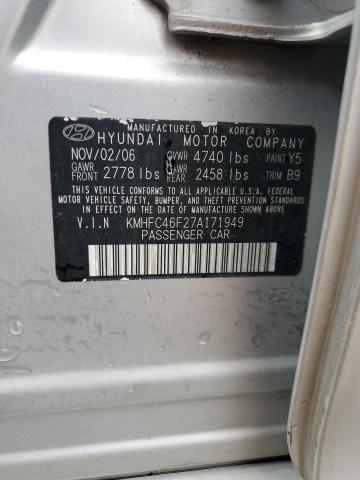 MANUFACTURED IN KOREA BY
HYUNDAI MOTOR COMPANY
NOV/02/06 GVWR 4740 lbs PAINT Y5
GAWR FRONT 2778 lbs GAWR REAR 2458 lbs TRIM B9
THIS VEHICLE CONFORMS TO ALL APPLICABLE U.S.A. FEDERAL
MOTOR VEHICLE SAFETY, BUMPER, AND THEFT PREVENTION
STANDARDS IN EFFECT ON THE DATE OF MANUFACTURE SHOWN ABOVE.
V.I.N KMHFC46F27A171949
PASSENGER CAR